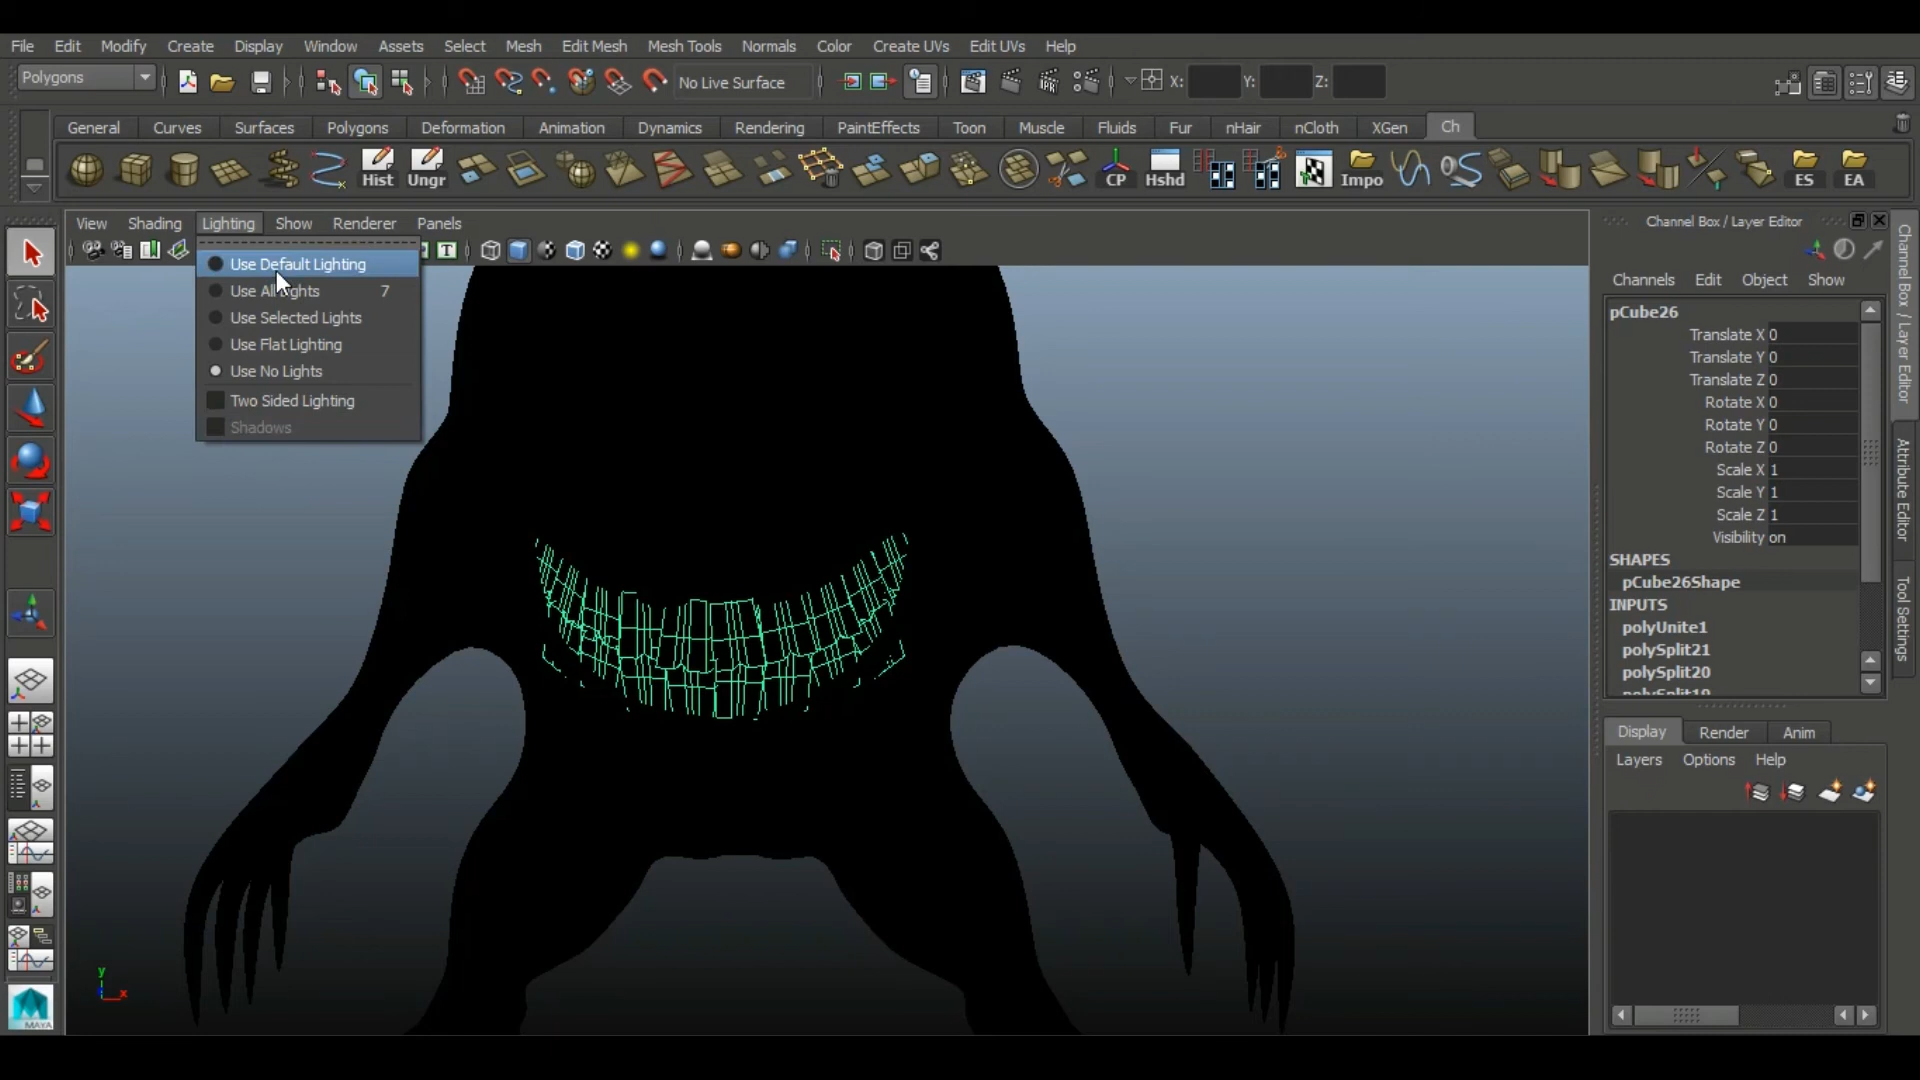 File Edit Modify Create Display Window Assets Select Mesh Edit Mesh Mesh Tools Normals Color Create UVs Edit UVs Help
Polygons No Live Surface X: Y: Z:
General Curves Surfaces Polygons Deformation Animation Dynamics Rendering PaintEffects Toon Muscle Fluids Fur nHair nCloth XGen Ch
Hist Ungr CP Hshd Impo ES EA
View Shading Lighting Show Renderer Panels
Use Default Lighting
Use All Lights 7
Use Selected Lights
Use Flat Lighting
Use No Lights
Two Sided Lighting
Shadows
Channel Box / Layer Editor
Channels Edit Object Show
pCube26
Translate X 0
Translate Y 0
Translate Z 0
Rotate X 0
Rotate Y 0
Rotate Z 0
Scale X 1
Scale Y 1
Scale Z 1
Visibility on
SHAPES
pCube26Shape
INPUTS
polyUnite1
polySplit21
polySplit20
polySplit19
Display Render Anim
Layers Options Help
Channel Box / Layer Editor
Attribute Editor
Tool Settings
y
x
MAYA